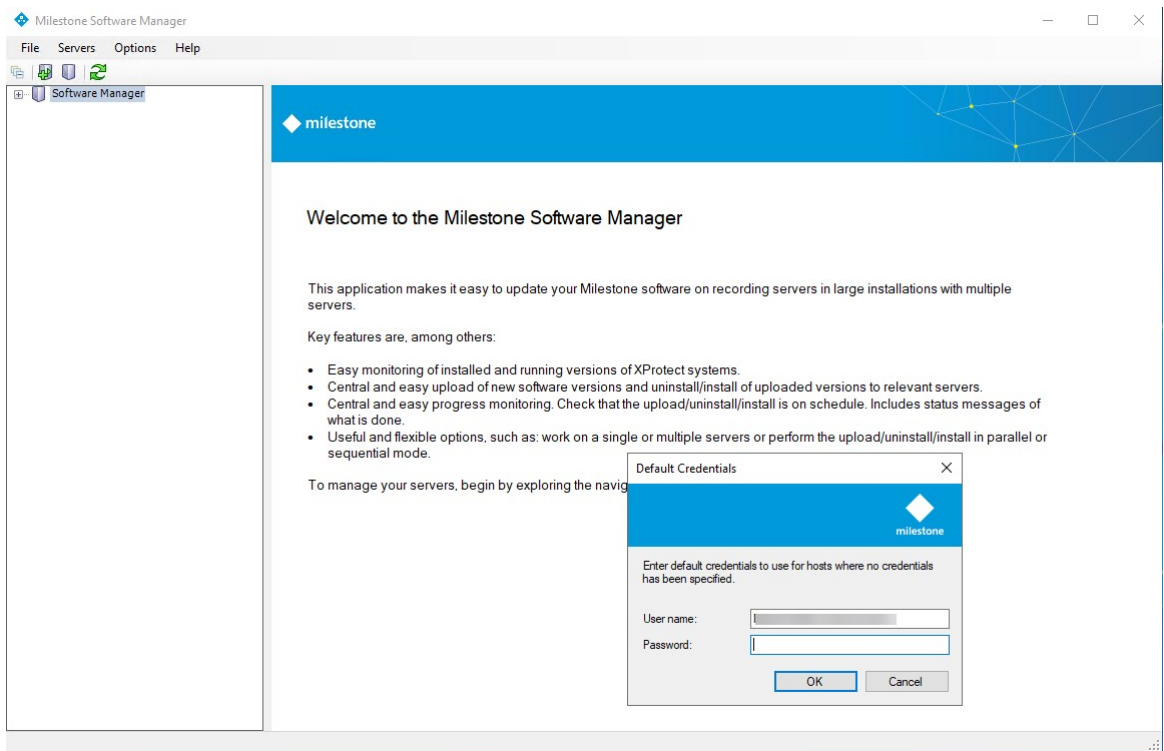 Milestone Software Manager
File Servers Options Help
Software Manager
milestone
Welcome to the Milestone Software Manager
This application makes it easy to update your Milestone software on recording servers in large installations with multiple
servers.
Key features are, among others:
• Easy monitoring of installed and running versions of XProtect systems.
• Central and easy upload of new software versions and uninstall/install of uploaded versions to relevant servers.
• Central and easy progress monitoring. Check that the upload/uninstall/install is on schedule. Includes status messages of
what is done.
• Useful and flexible options, such as: work on a single or multiple servers or perform the upload/uninstall/install in parallel or
sequential mode.
To manage your servers, begin by exploring the navig
Default Credentials
milestone
Enter default credentials to use for hosts where no credentials
has been specified.
User name:
Password:
OK Cancel